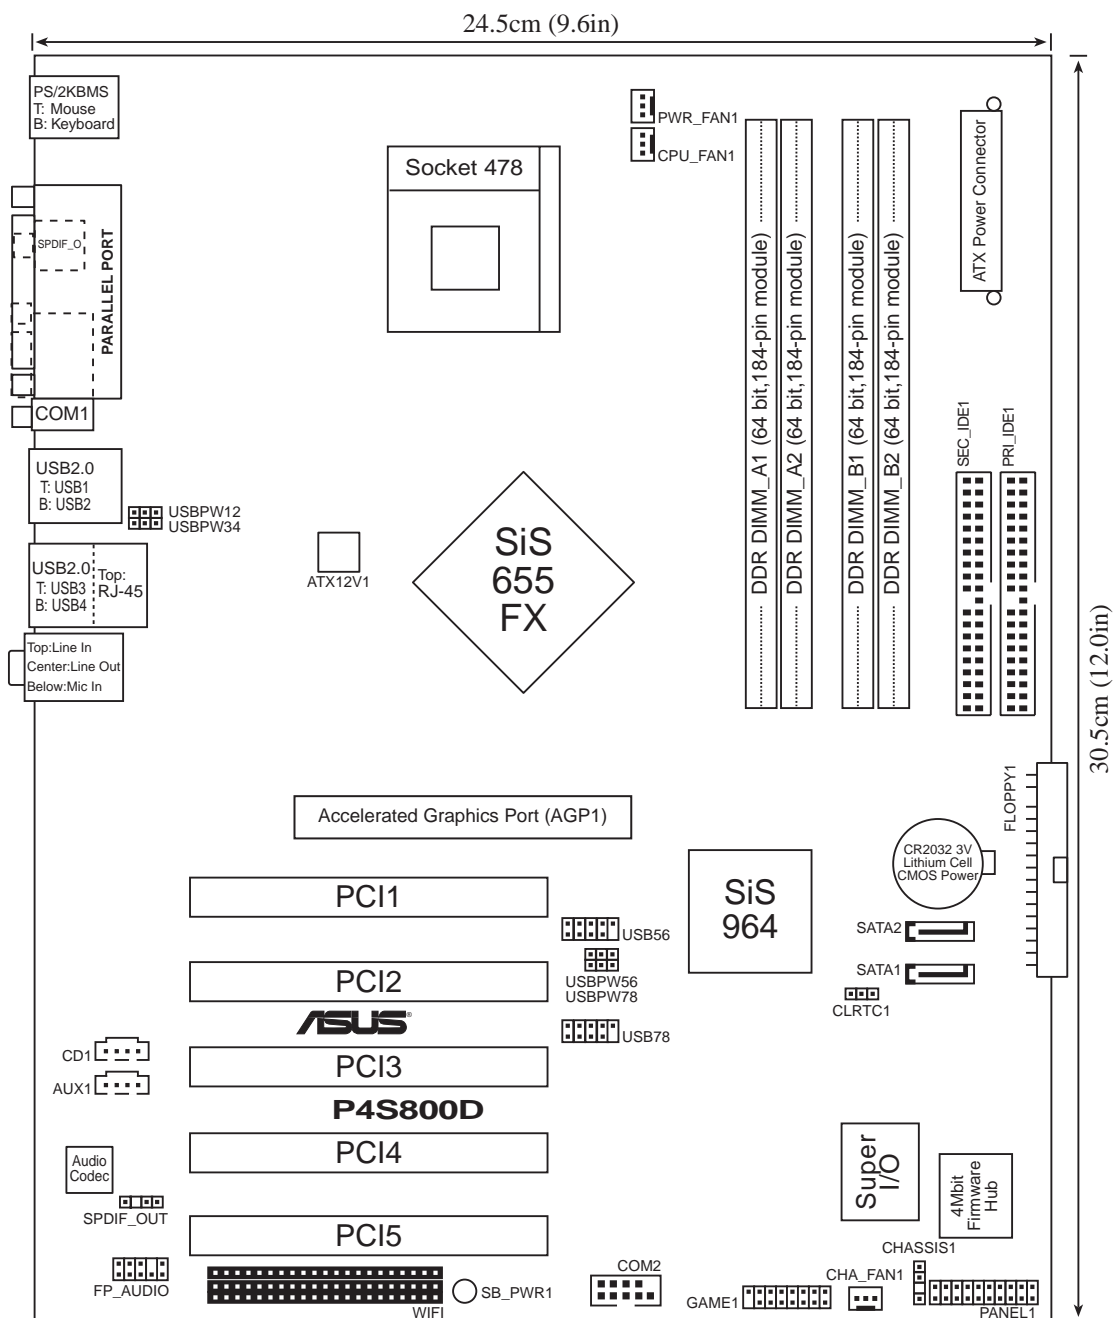 24.5cm (9.6in)
PS/2KBMS
T: Mouse
B: Keyboard
PWR_FAN1
CPU_FAN1
Socket 478
ATX Power Connector
SPDIF_O
PARALLEL PORT
COM1
DDR DIMM_A1 (64 bit,184-pin module)
DDR DIMM_A2 (64 bit,184-pin module)
DDR DIMM_B1 (64 bit,184-pin module)
DDR DIMM_B2 (64 bit,184-pin module)
SEC_IDE1
PRI_IDE1
USB2.0
T: USB1
B: USB2
USBPW12
USBPW34
USB2.0
T: USB3
B: USB4
Top:
RJ-45
ATX12V1
SiS
655
FX
Top:Line In
Center:Line Out
Below:Mic In
30.5cm (12.0in)
FLOPPY1
Accelerated Graphics Port (AGP1)
CR2032 3V
Lithium Cell
CMOS Power
SiS
964
PCI1
USB56
SATA2
PCI2
USBPW56
USBPW78
SATA1
CLRTC1
ASUS®
USB78
CD1
PCI3
AUX1
P4S800D
PCI4
Audio
Codec
Super
I/O
4Mbit
Firmware
Hub
SPDIF_OUT
PCI5
CHASSIS1
FP_AUDIO
WIFI
SB_PWR1
COM2
GAME1
CHA_FAN1
PANEL1